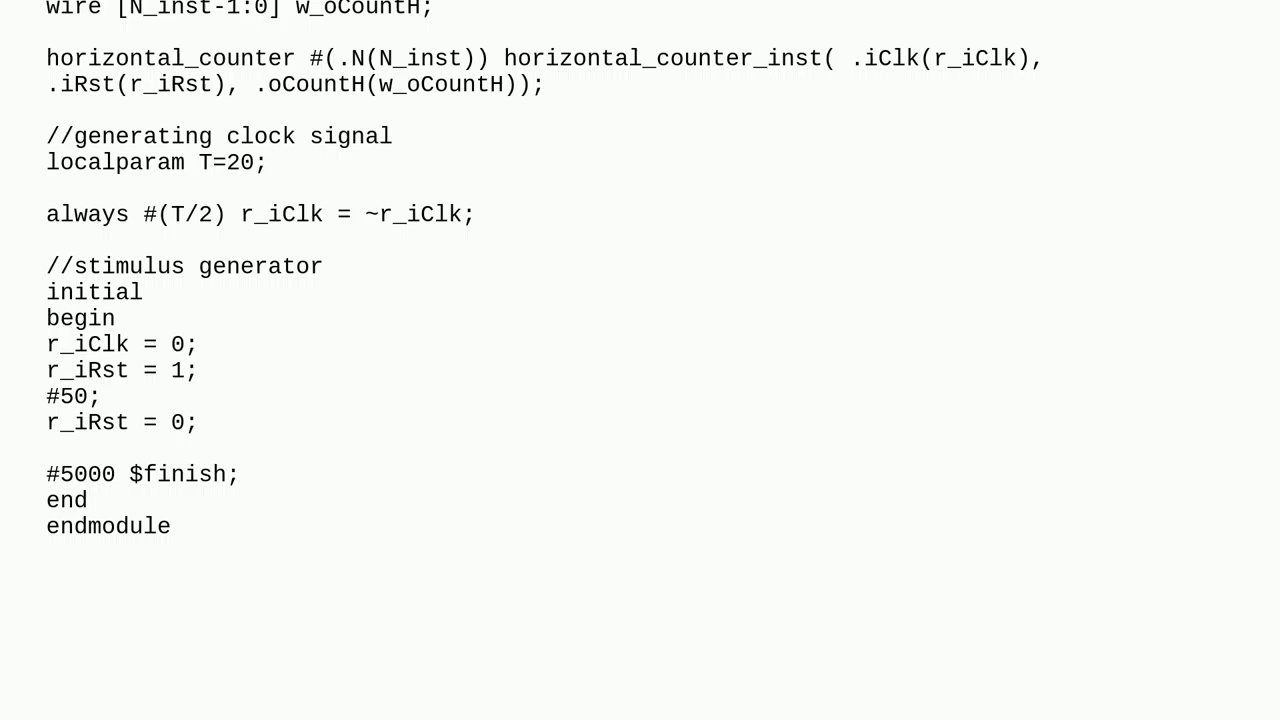 wire [N_inst-1:0] w_oCountH;
horizontal_counter #(.N(N_inst)) horizontal_counter_inst( .iClk(r_iClk),
.iRst(r_iRst), .oCountH(w_oCountH));
//generating clock signal
localparam T=20;
always #(T/2) r_iClk = ~r_iClk;
//stimulus generator
initial
begin
r_iClk = 0;
r_iRst = 1;
#50;
r_iRst = 0;
#5000 $finish;
end
endmodule